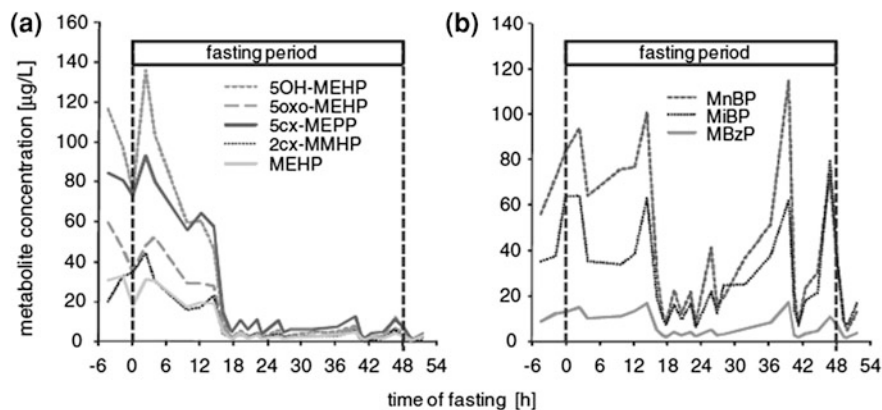 (a)
160
140
120
100
80
60
40
20
0
metabolite concentration [µg/L]
fasting period
5OH-MEHP
5oxo-MEHP
5cx-MEPP
2cx-MMHP
MEHP
-6 0 6 12 18 24 30 36 42 48 54
(b)
140
120
100
80
60
40
20
0
fasting period
MnBP
MiBP
MBzP
-6 0 6 12 18 24 30 36 42 48 54
time of fasting [h]